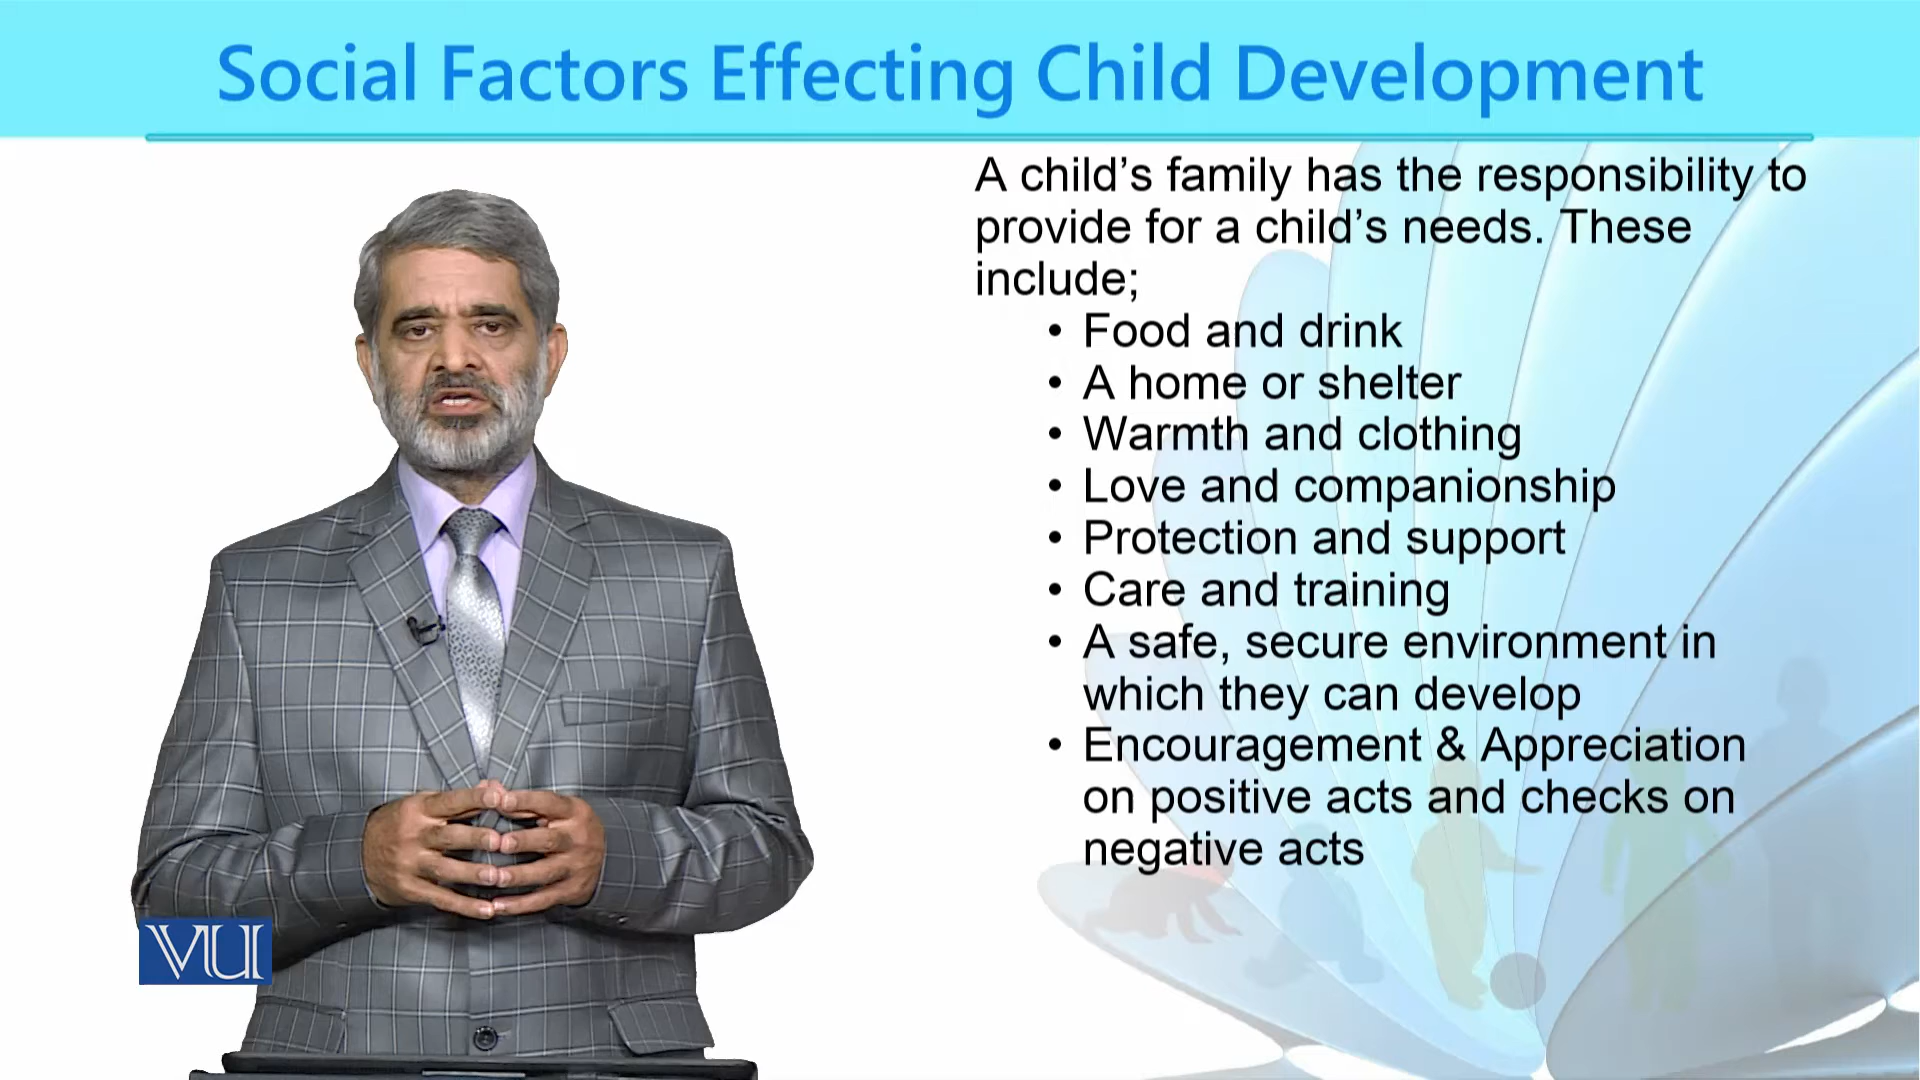 Social Factors Effecting Child Development
A child’s family has the responsibility to
provide for a child’s needs. These
include;
• Food and drink
• A home or shelter
• Warmth and clothing
• Love and companionship
• Protection and support
• Care and training
• A safe, secure environment in
which they can develop
• Encouragement & Appreciation
on positive acts and checks on
negative acts
VU